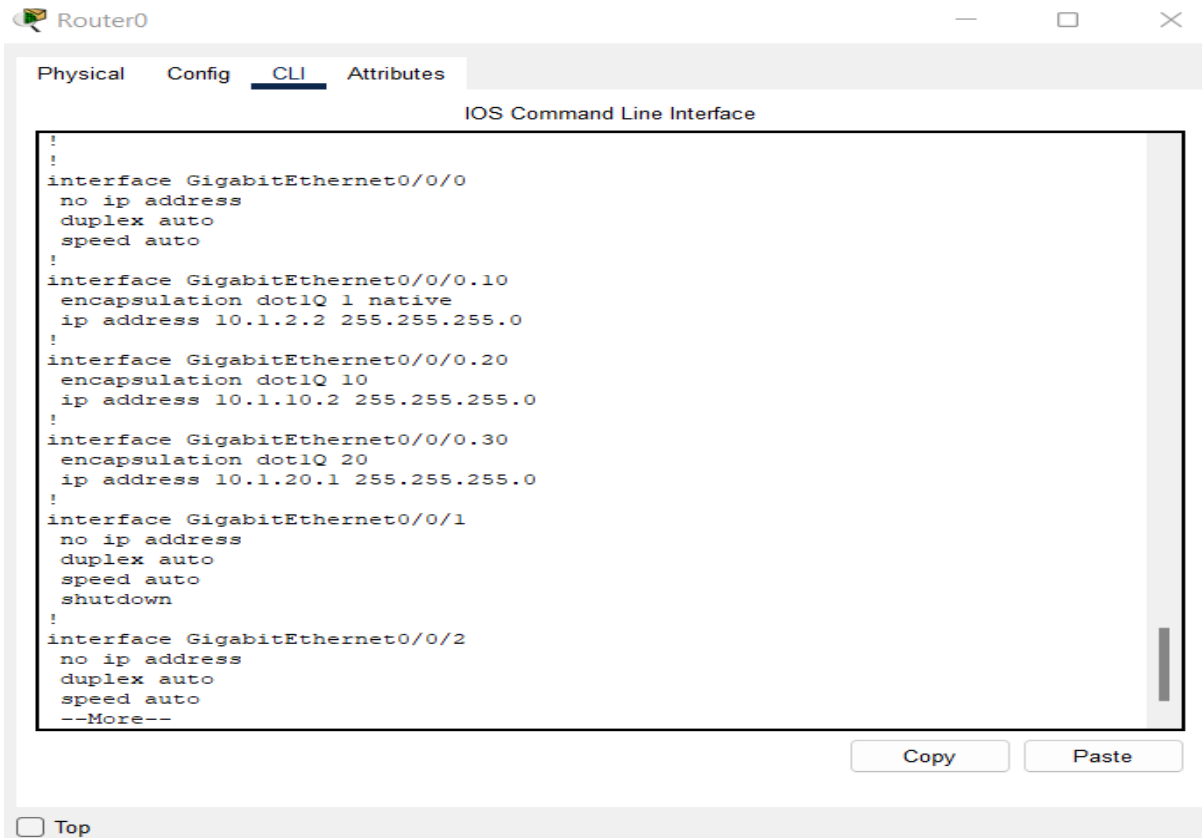 Router0
Physical Config CLI Attributes
IOS Command Line Interface
!
!
interface GigabitEthernet0/0/0
 no ip address
 duplex auto
 speed auto
!
interface GigabitEthernet0/0/0.10
 encapsulation dot1Q 1 native
 ip address 10.1.2.2 255.255.255.0
!
interface GigabitEthernet0/0/0.20
 encapsulation dot1Q 10
 ip address 10.1.10.2 255.255.255.0
!
interface GigabitEthernet0/0/0.30
 encapsulation dot1Q 20
 ip address 10.1.20.1 255.255.255.0
!
interface GigabitEthernet0/0/1
 no ip address
 duplex auto
 speed auto
 shutdown
!
interface GigabitEthernet0/0/2
 no ip address
 duplex auto
 speed auto
 --More--
Copy Paste
Top